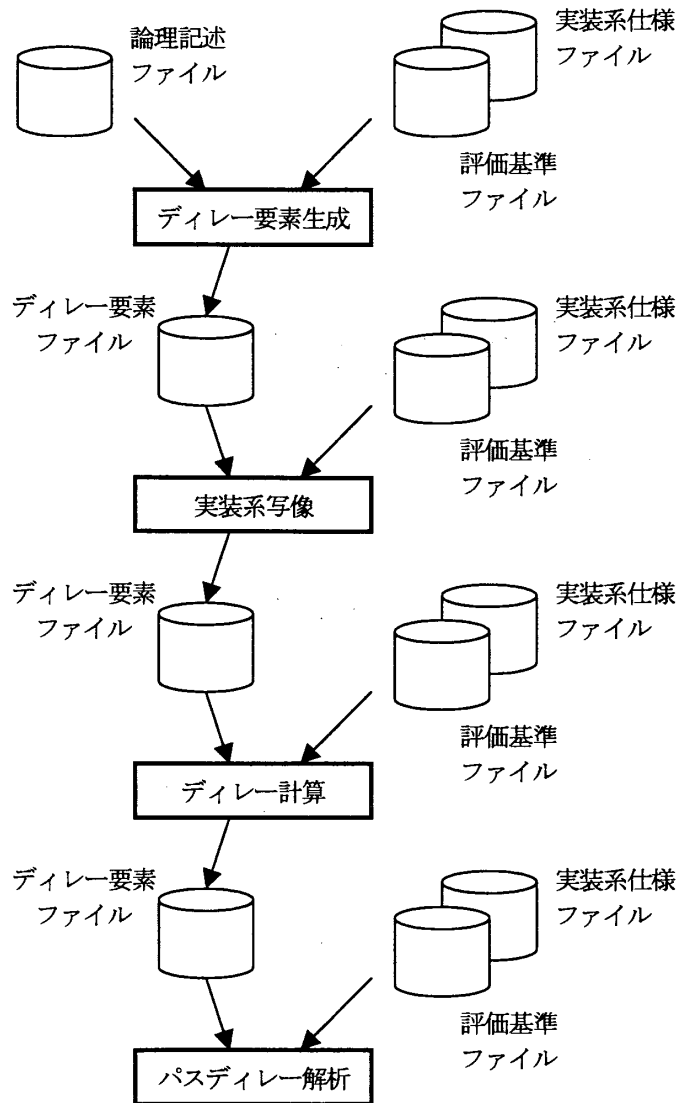 論理記述
ファイル
実装系仕様
ファイル
評価基準
ファイル
ディレー要素生成
ディレー要素
ファイル
実装系仕様
ファイル
評価基準
ファイル
実装系写像
ディレー要素
ファイル
実装系仕様
ファイル
評価基準
ファイル
ディレー計算
ディレー要素
ファイル
実装系仕様
ファイル
評価基準
ファイル
パスディレー解析